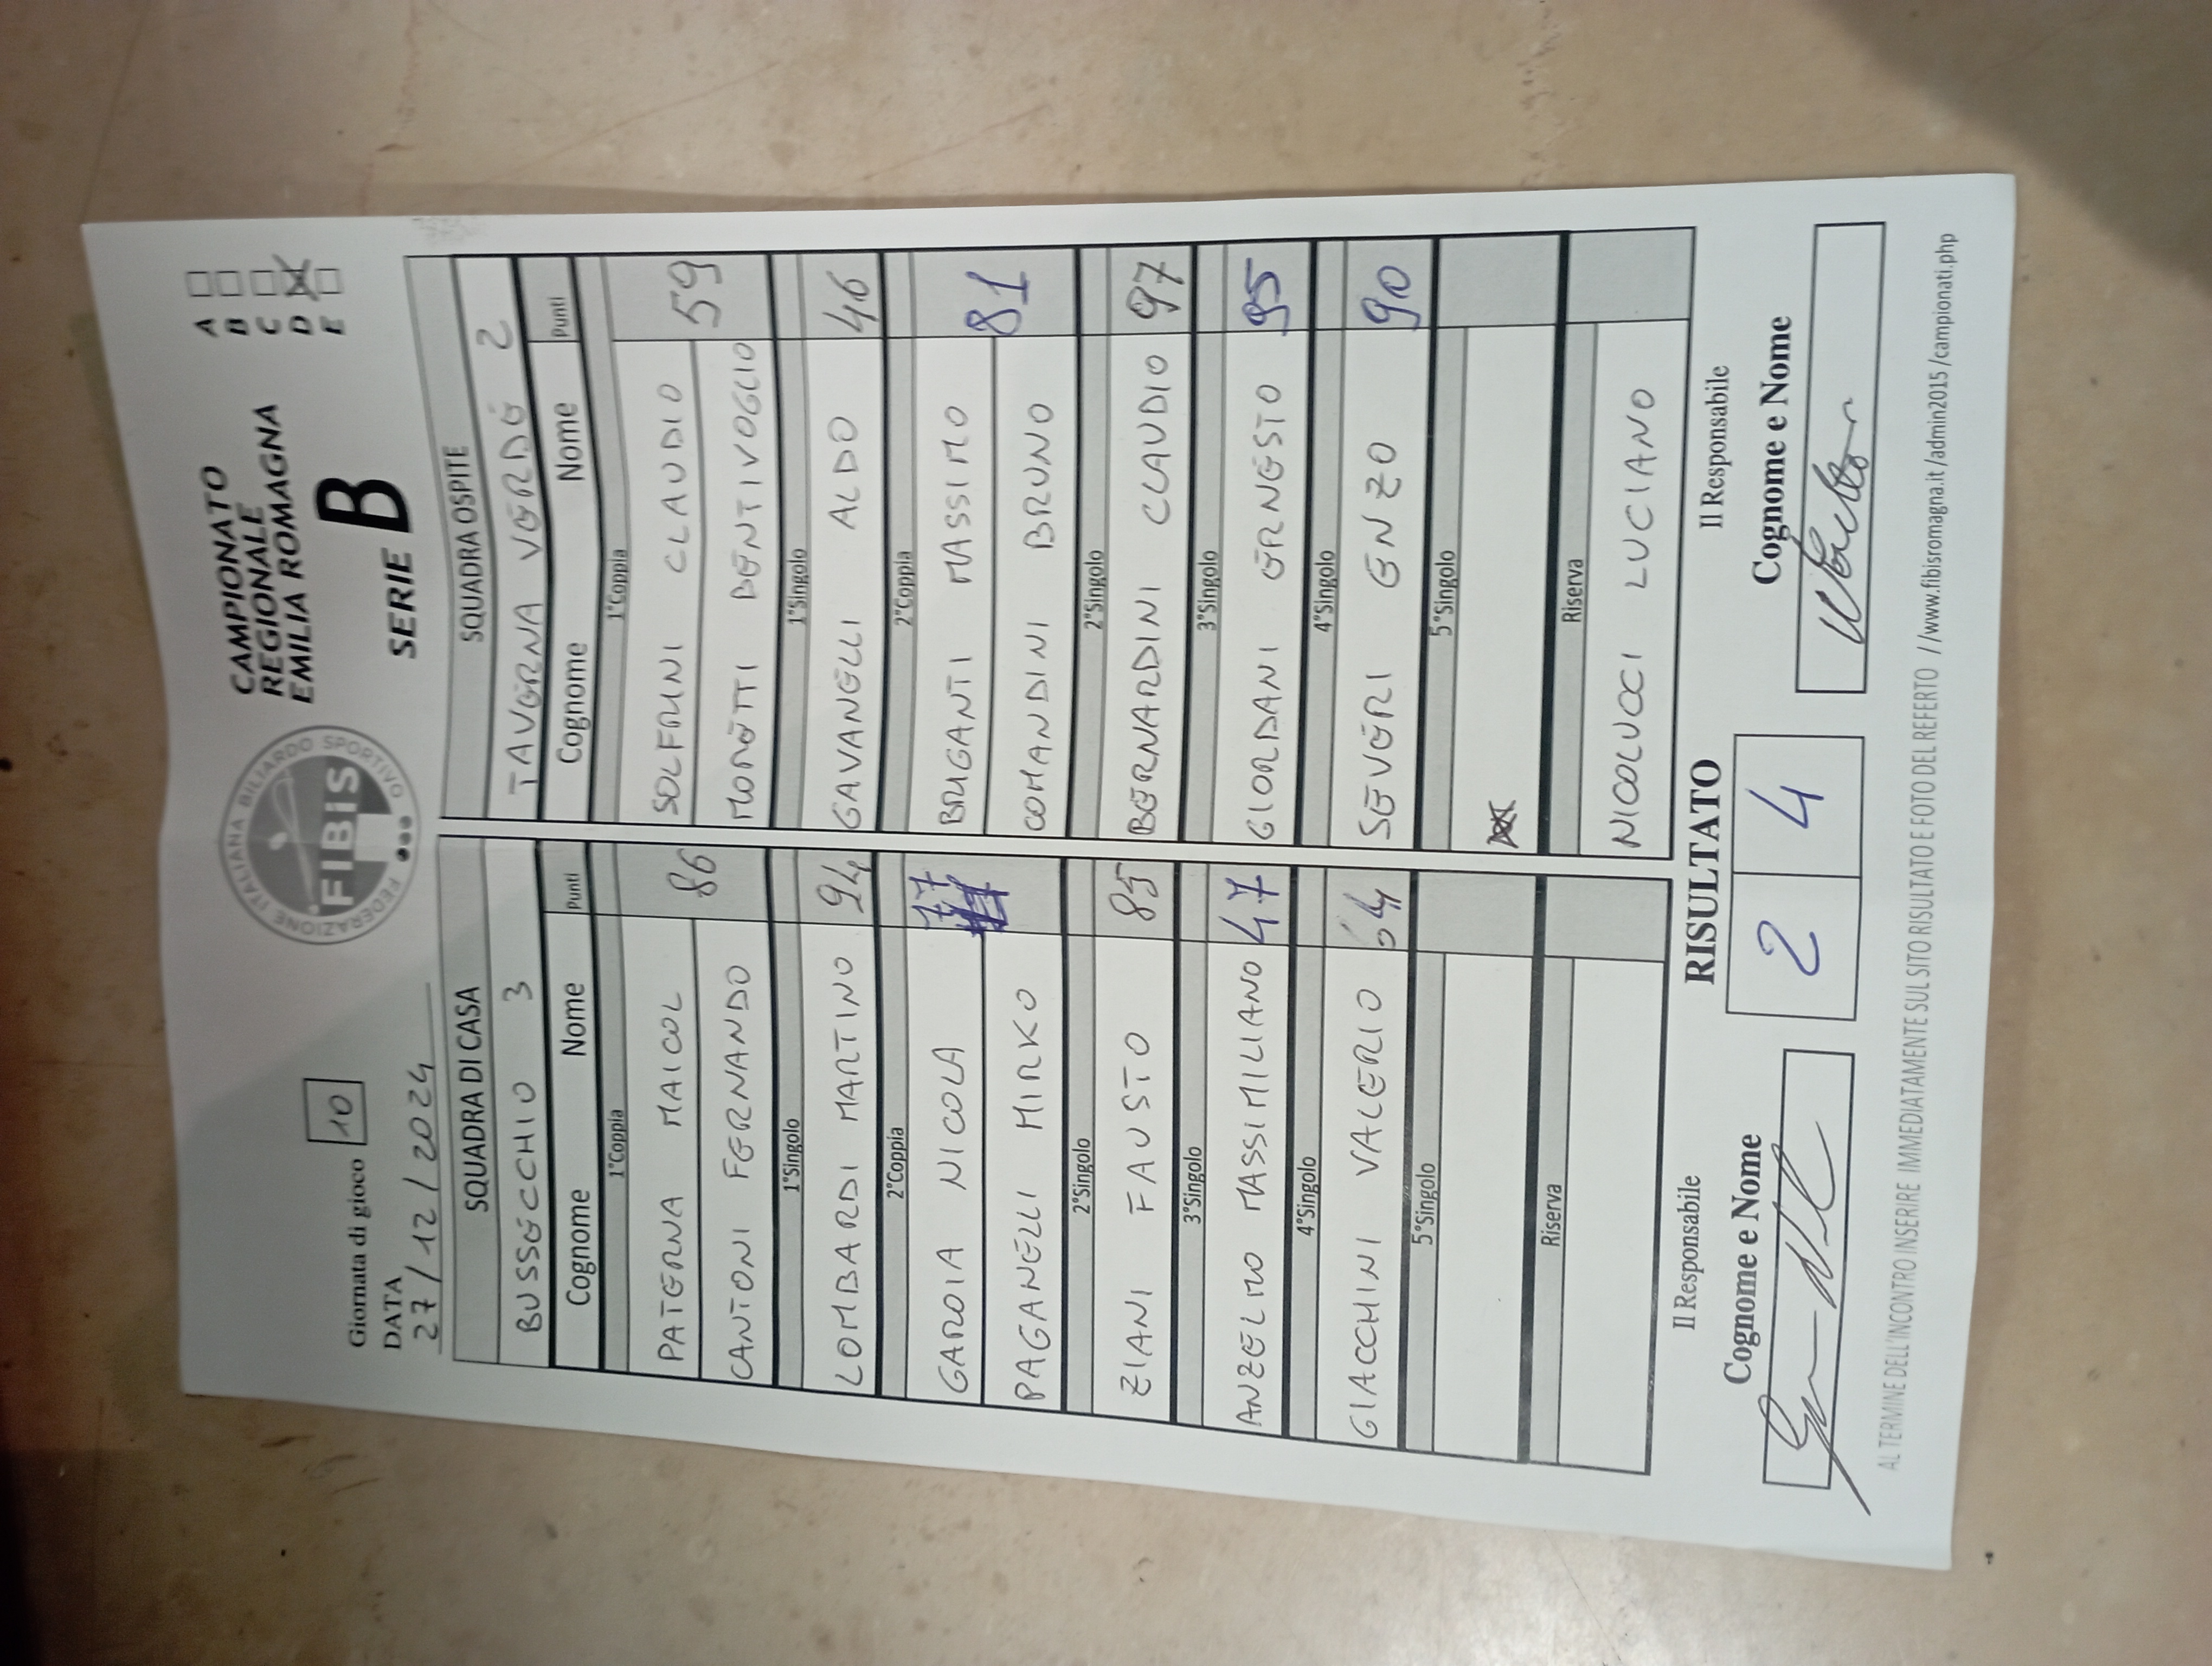 CAMPIONATO
REGIONALE
EMILIA ROMAGNA
SERIE B
A
B
C
D
E
FEDERAZIONE ITALIANA BILIARDO SPORTIVO
FIBiS
Giornata di gioco 10
DATA
27/12/2024
SQUADRA DI CASA SQUADRA OSPITE
BUSSECCHIO 3 TAVERNA VERDE 2
Cognome Nome Punti Cognome Nome Punti
1°Coppia 1°Coppia
PATERNA MAICOL 86 SOLFRINI CLAUDIO 59
CANTONI FERNANDO BENTIVOGLIO
1°Singolo 1°Singolo
LOMBARDI MARTINO 94 GAVANELLI ALDO 46
2°Coppia 2°Coppia
GAROIA NICOLA 77 BRIGANTI MASSIMO 81
PAGANELLI MIRKO COMANDINI BRUNO
2°Singolo 2°Singolo
ZIANI FAUSTO 85 BERNARDINI CLAUDIO 97
3°Singolo 3°Singolo
ANZELMO MASSIMILIANO 47 GIORDANI ERNESTO 95
4°Singolo 4°Singolo
GIACCHINI VALERIO 64 SEVERI ENZO 90
5°Singolo 5°Singolo
Riserva Riserva
NICOLUCCI LUCIANO
Il Responsabile RISULTATO Il Responsabile
Cognome e Nome 2 4 Cognome e Nome
AL TERMINE DELL'INCONTRO INSERIRE IMMEDIATAMENTE SUL SITO RISULTATO E FOTO DEL REFERTO /www.fibisromagna.it /admin2015 /campionati.php